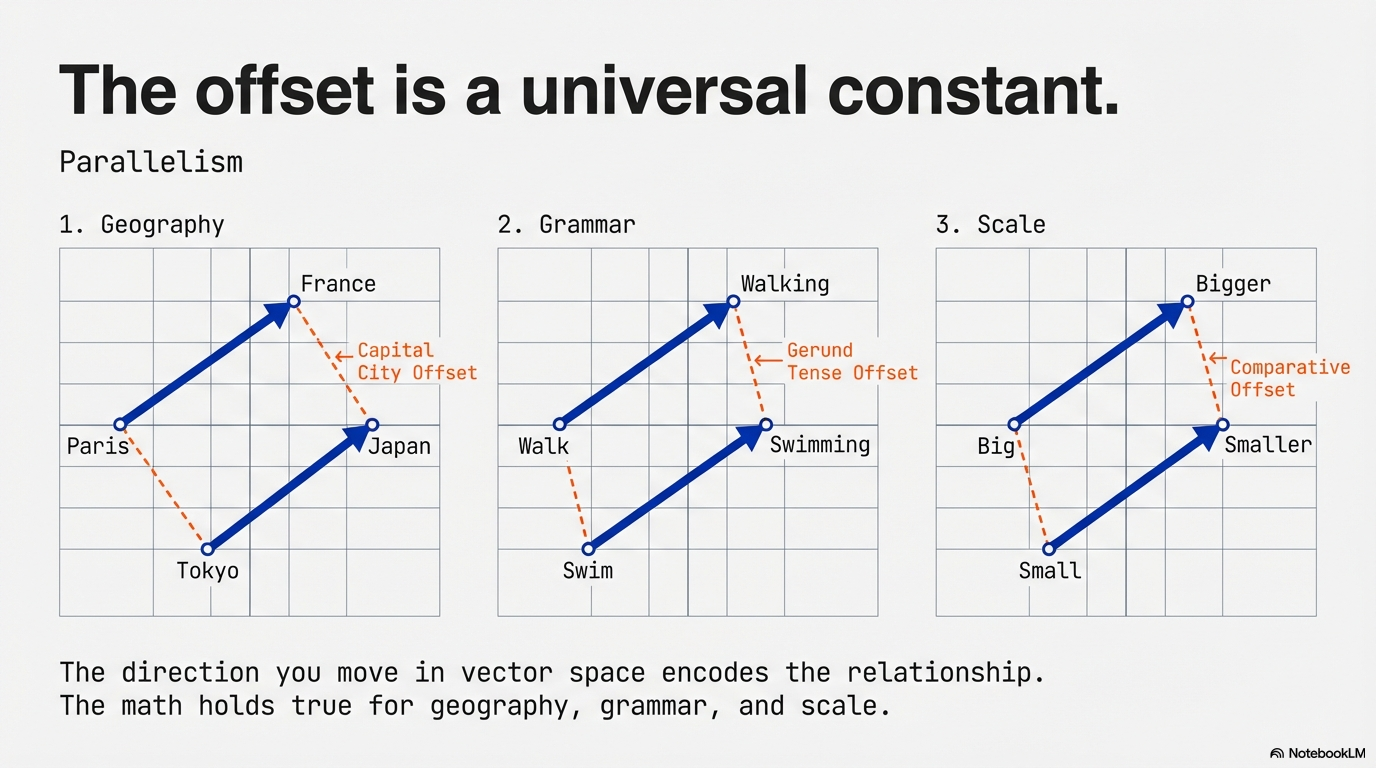 The offset is a universal constant.
Parallelism
1. Geography
France
Capital
City Offset
Paris
Japan
Tokyo
2. Grammar
Walking
Gerund
Tense Offset
Walk
Swimming
Swim
3. Scale
Bigger
Comparative
Offset
Big
Smaller
Small
The direction you move in vector space encodes the relationship.
The math holds true for geography, grammar, and scale.
NotebookLM